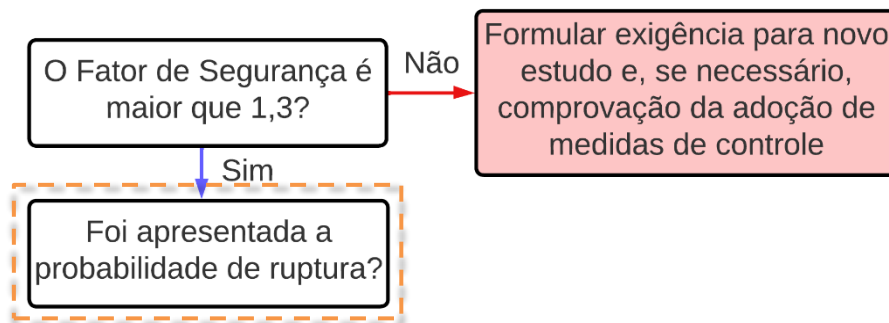 O Fator de Segurança é
maior que 1,3?
Não
Formular exigência para novo
estudo e, se necessário,
comprovação da adoção de
medidas de controle
Sim
Foi apresentada a
probabilidade de ruptura?